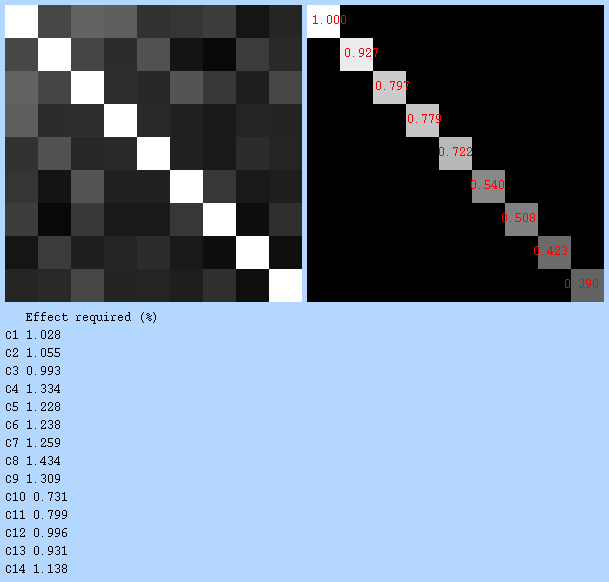 1.000
0.927
0.797
0.779
0.722
0.540
0.508
0.423
0.390
Effect required (%)
C1 1.028
C2 1.055
C3 0.993
C4 1.334
C5 1.228
C6 1.238
C7 1.259
C8 1.434
C9 1.309
C10 0.731
C11 0.799
C12 0.996
C13 0.931
C14 1.138